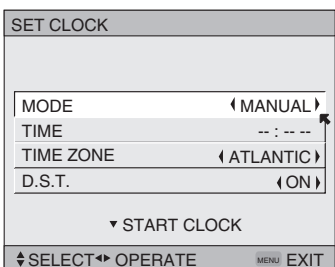 SET CLOCK
MODE MANUAL
TIME -- : -- --
TIME ZONE ATLANTIC
D.S.T. ON
START CLOCK
SELECT OPERATE MENU EXIT